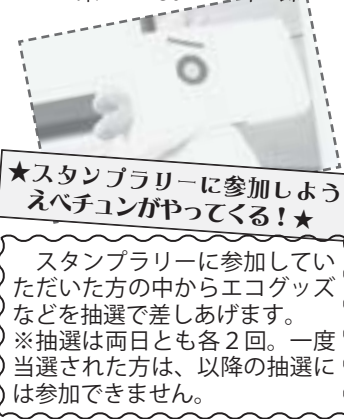 ★スタンプラリーに参加しよう
えべチュンがやってくる!★
スタンプラリーに参加してい
ただいた方の中からエコグッズ
などを抽選で差しあげます。
※抽選は両日とも各2回。一度
当選された方は、以降の抽選に
は参加できません。